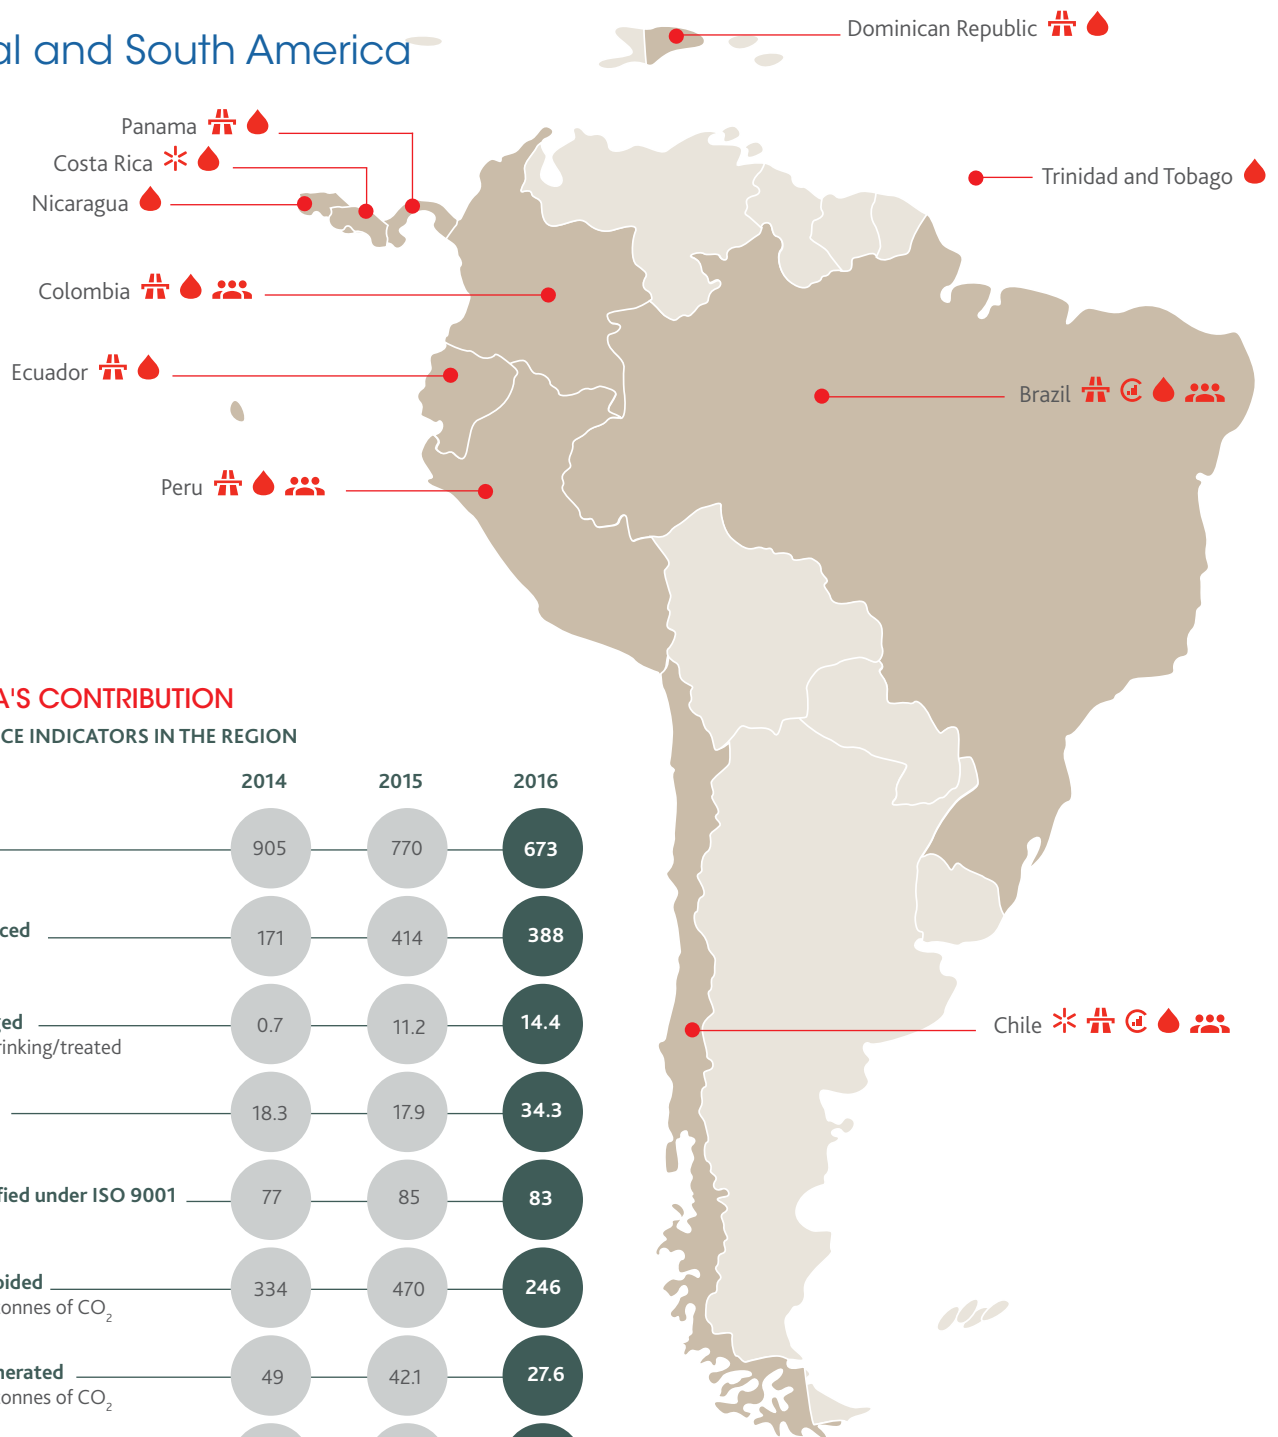 al and South America
Dominican Republic
Panama
Costa Rica
Nicaragua
Trinidad and Tobago
Colombia
Ecuador
Brazil
Peru
A'S CONTRIBUTION
CE INDICATORS IN THE REGION
2014 2015 2016
905 770 673
ced 171 414 388
ged 0.7 11.2 14.4
rinking/treated
Chile
18.3 17.9 34.3
fied under ISO 9001 77 85 83
oided 334 470 246
onnes of CO2
nerated 49 42.1 27.6
onnes of CO2